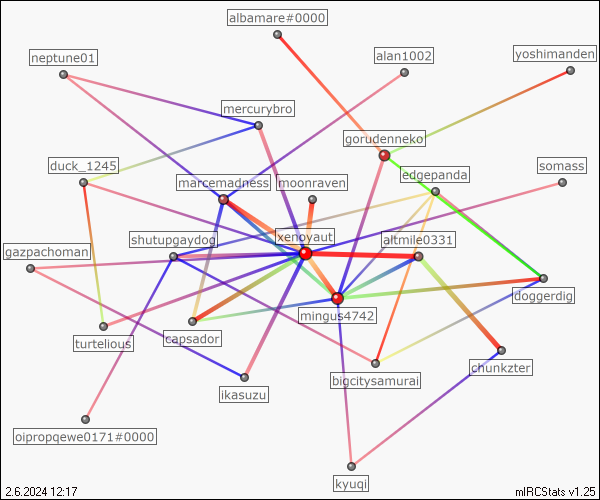 albamare#0000
neptune01
alan1002
yoshimanden
mercurybro
gorudenneko
duck_1245
edgepanda
somass
marcemadness
moonraven
shutupgaydog
xenoyaut
altmile0331
gazpachoman
doggerdig
mingus4742
turtelious
capsador
chunkzter
bigcitysamurai
ikasuzu
oipropqewe0171#0000
kyuqi
2.6.2024 12:17
mIRCStats v1.25